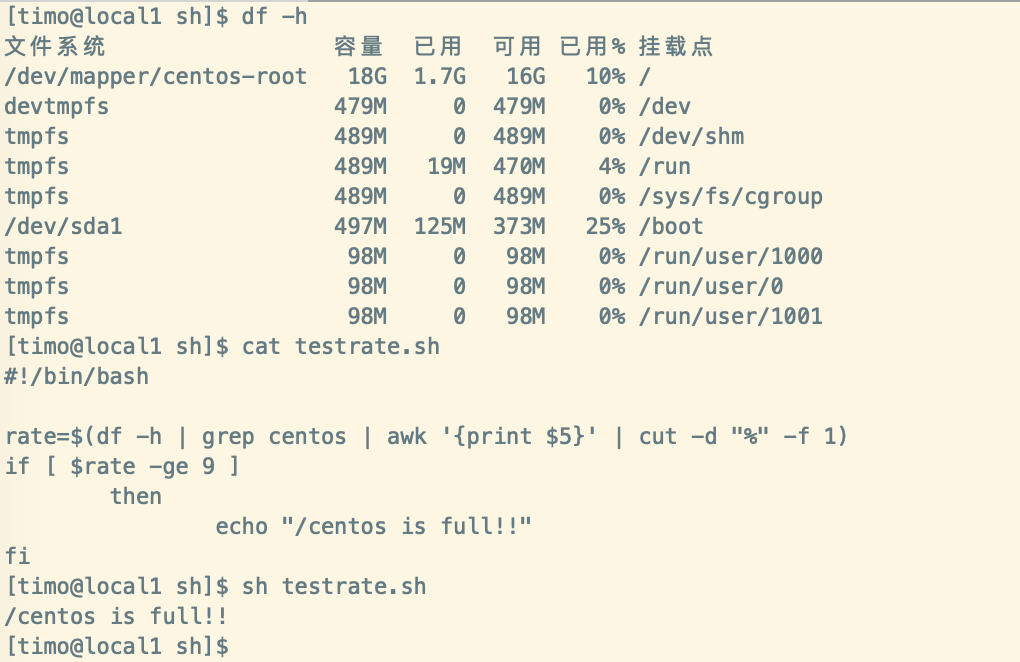 [timo@local1 sh]$ df -h
文件系统                 容量  已用  可用 已用% 挂载点
/dev/mapper/centos-root   18G  1.7G   16G   10% /
devtmpfs                 479M     0  479M    0% /dev
tmpfs                    489M     0  489M    0% /dev/shm
tmpfs                    489M   19M  470M    4% /run
tmpfs                    489M     0  489M    0% /sys/fs/cgroup
/dev/sda1                497M  125M  373M   25% /boot
tmpfs                     98M     0   98M    0% /run/user/1000
tmpfs                     98M     0   98M    0% /run/user/0
tmpfs                     98M     0   98M    0% /run/user/1001
[timo@local1 sh]$ cat testrate.sh
#!/bin/bash

rate=$(df -h | grep centos | awk '{print $5}' | cut -d "%" -f 1)
if [ $rate -ge 9 ]
        then
                echo "/centos is full!!"
fi
[timo@local1 sh]$ sh testrate.sh
/centos is full!!
[timo@local1 sh]$